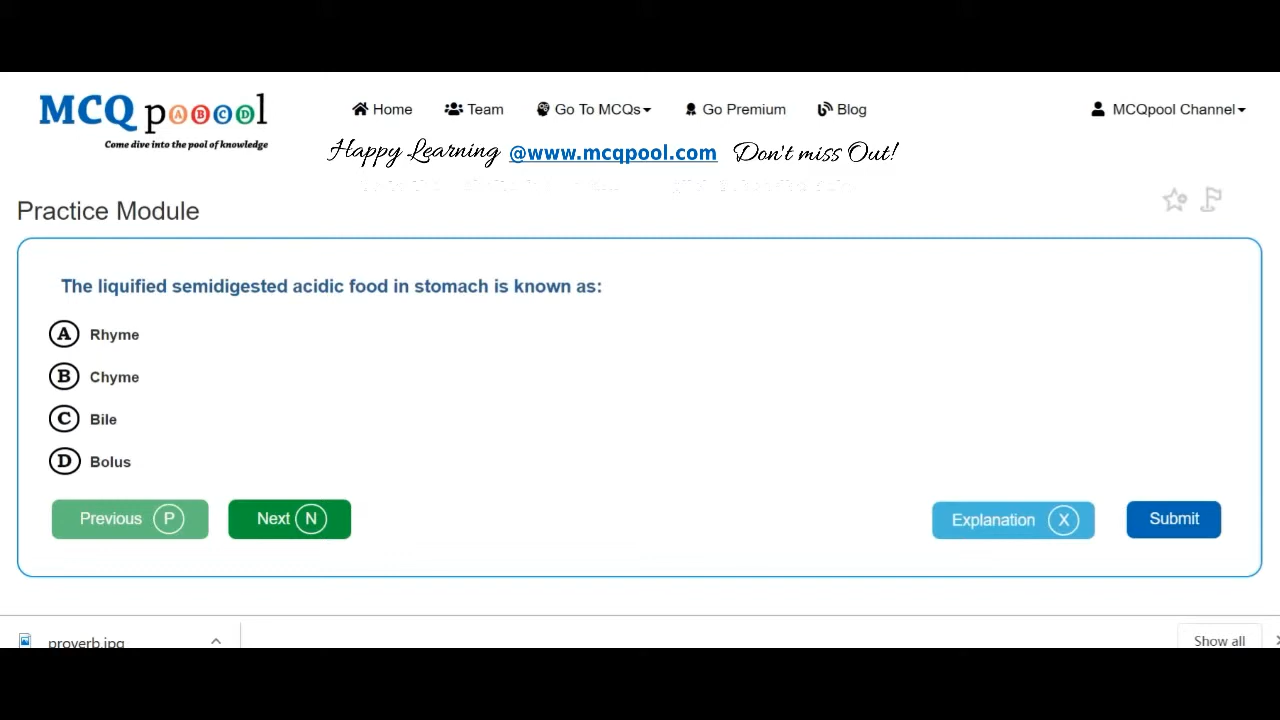 MCQ poⒶⒷⒸⒹl
Come dive into the pool of knowledge
Home Team Go To MCQs Go Premium Blog MCQpool Channel
Happy Learning @www.mcqpool.com Don't miss Out!
Practice Module
The liquified semidigested acidic food in stomach is known as:
A Rhyme
B Chyme
C Bile
D Bolus
Previous P Next N Explanation X Submit
proverb.jpg Show all